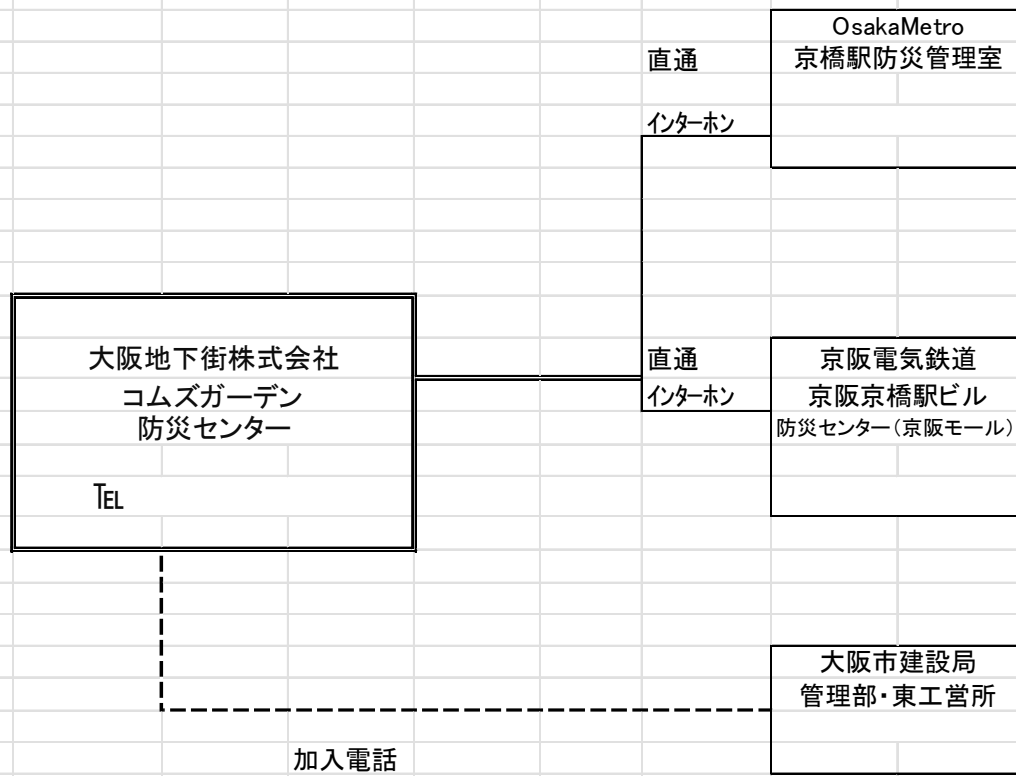 OsakaMetro
京橋駅防災管理室
直通
インターホン
大阪地下街株式会社
コムズガーデン
防災センター
℡
直通
インターホン
京阪電気鉄道
京阪京橋駅ビル
防災センター(京阪モール)
大阪市建設局
管理部・東工営所
加入電話